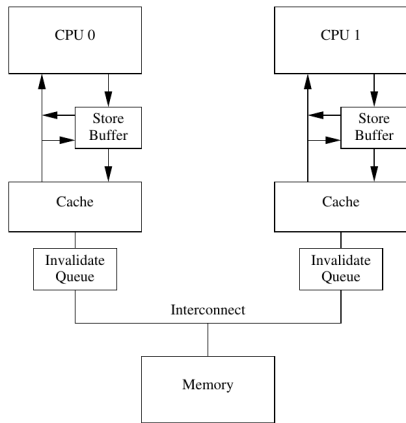 CPU 0
CPU 1
Store
Buffer
Store
Buffer
Cache
Cache
Invalidate
Queue
Invalidate
Queue
Interconnect
Memory